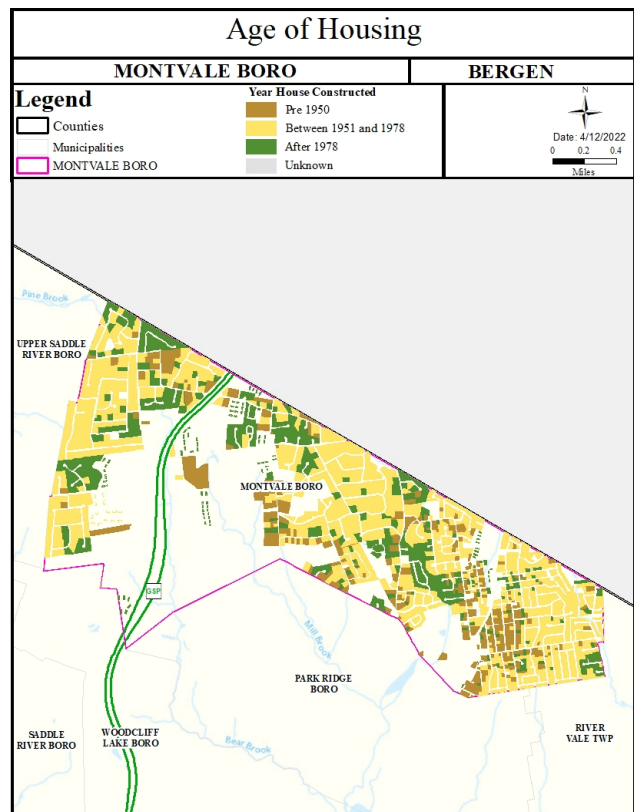 Age of Housing
MONTVALE BORO
BERGEN
Legend
Counties
Municipalities
MONTVALE BORO
Year House Constructed
Pre 1950
Between 1951 and 1978
After 1978
Unknown
N
Date: 4/12/2022
0 0.2 0.4
Miles
Pine Brook
UPPER SADDLE
RIVER BORO
MONTVALE BORO
GSP
Mill Brook
PARK RIDGE
BORO
SADDLE
RIVER BORO
WOODCLIFF
LAKE BORO
Bear Brook
RIVER
VALE TWP